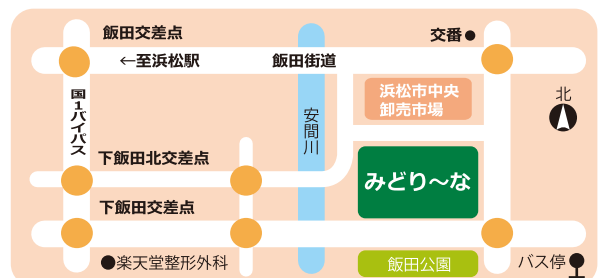 飯田交差点
交番
←至浜松駅
飯田街道
国1バイパス
浜松市中央
卸売市場
北
安間川
下飯田北交差点
みどり～な
下飯田交差点
楽天堂整形外科
飯田公園
バス停